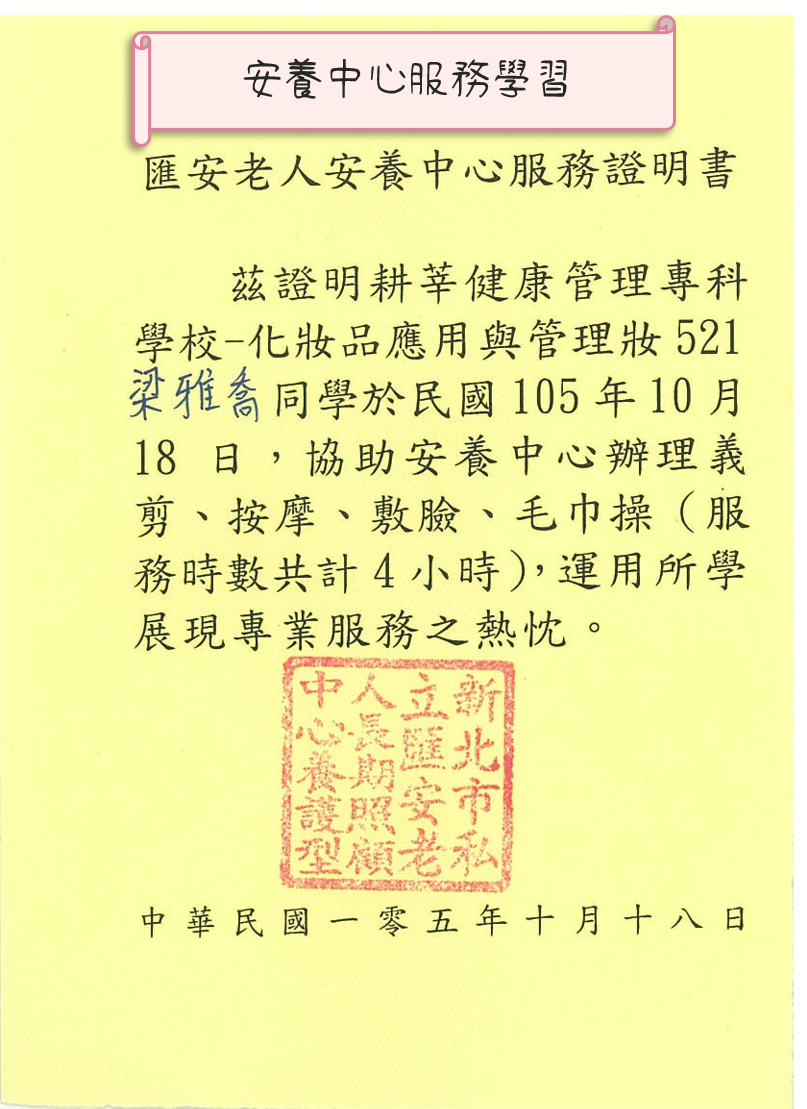 安養中心服務學習
匯安老人安養中心服務證明書
茲證明耕莘健康管理專科
學校-化妝品應用與管理妝521
梁雅喬同學於民國105年10月
18日，協助安養中心辦理義
剪、按摩、敷臉、毛巾操（服
務時數共計4小時），運用所學
展現專業服務之熱忱。
新北市私
立匯安老
人長期照顧
中心養護型
中華民國一零五年十月十八日